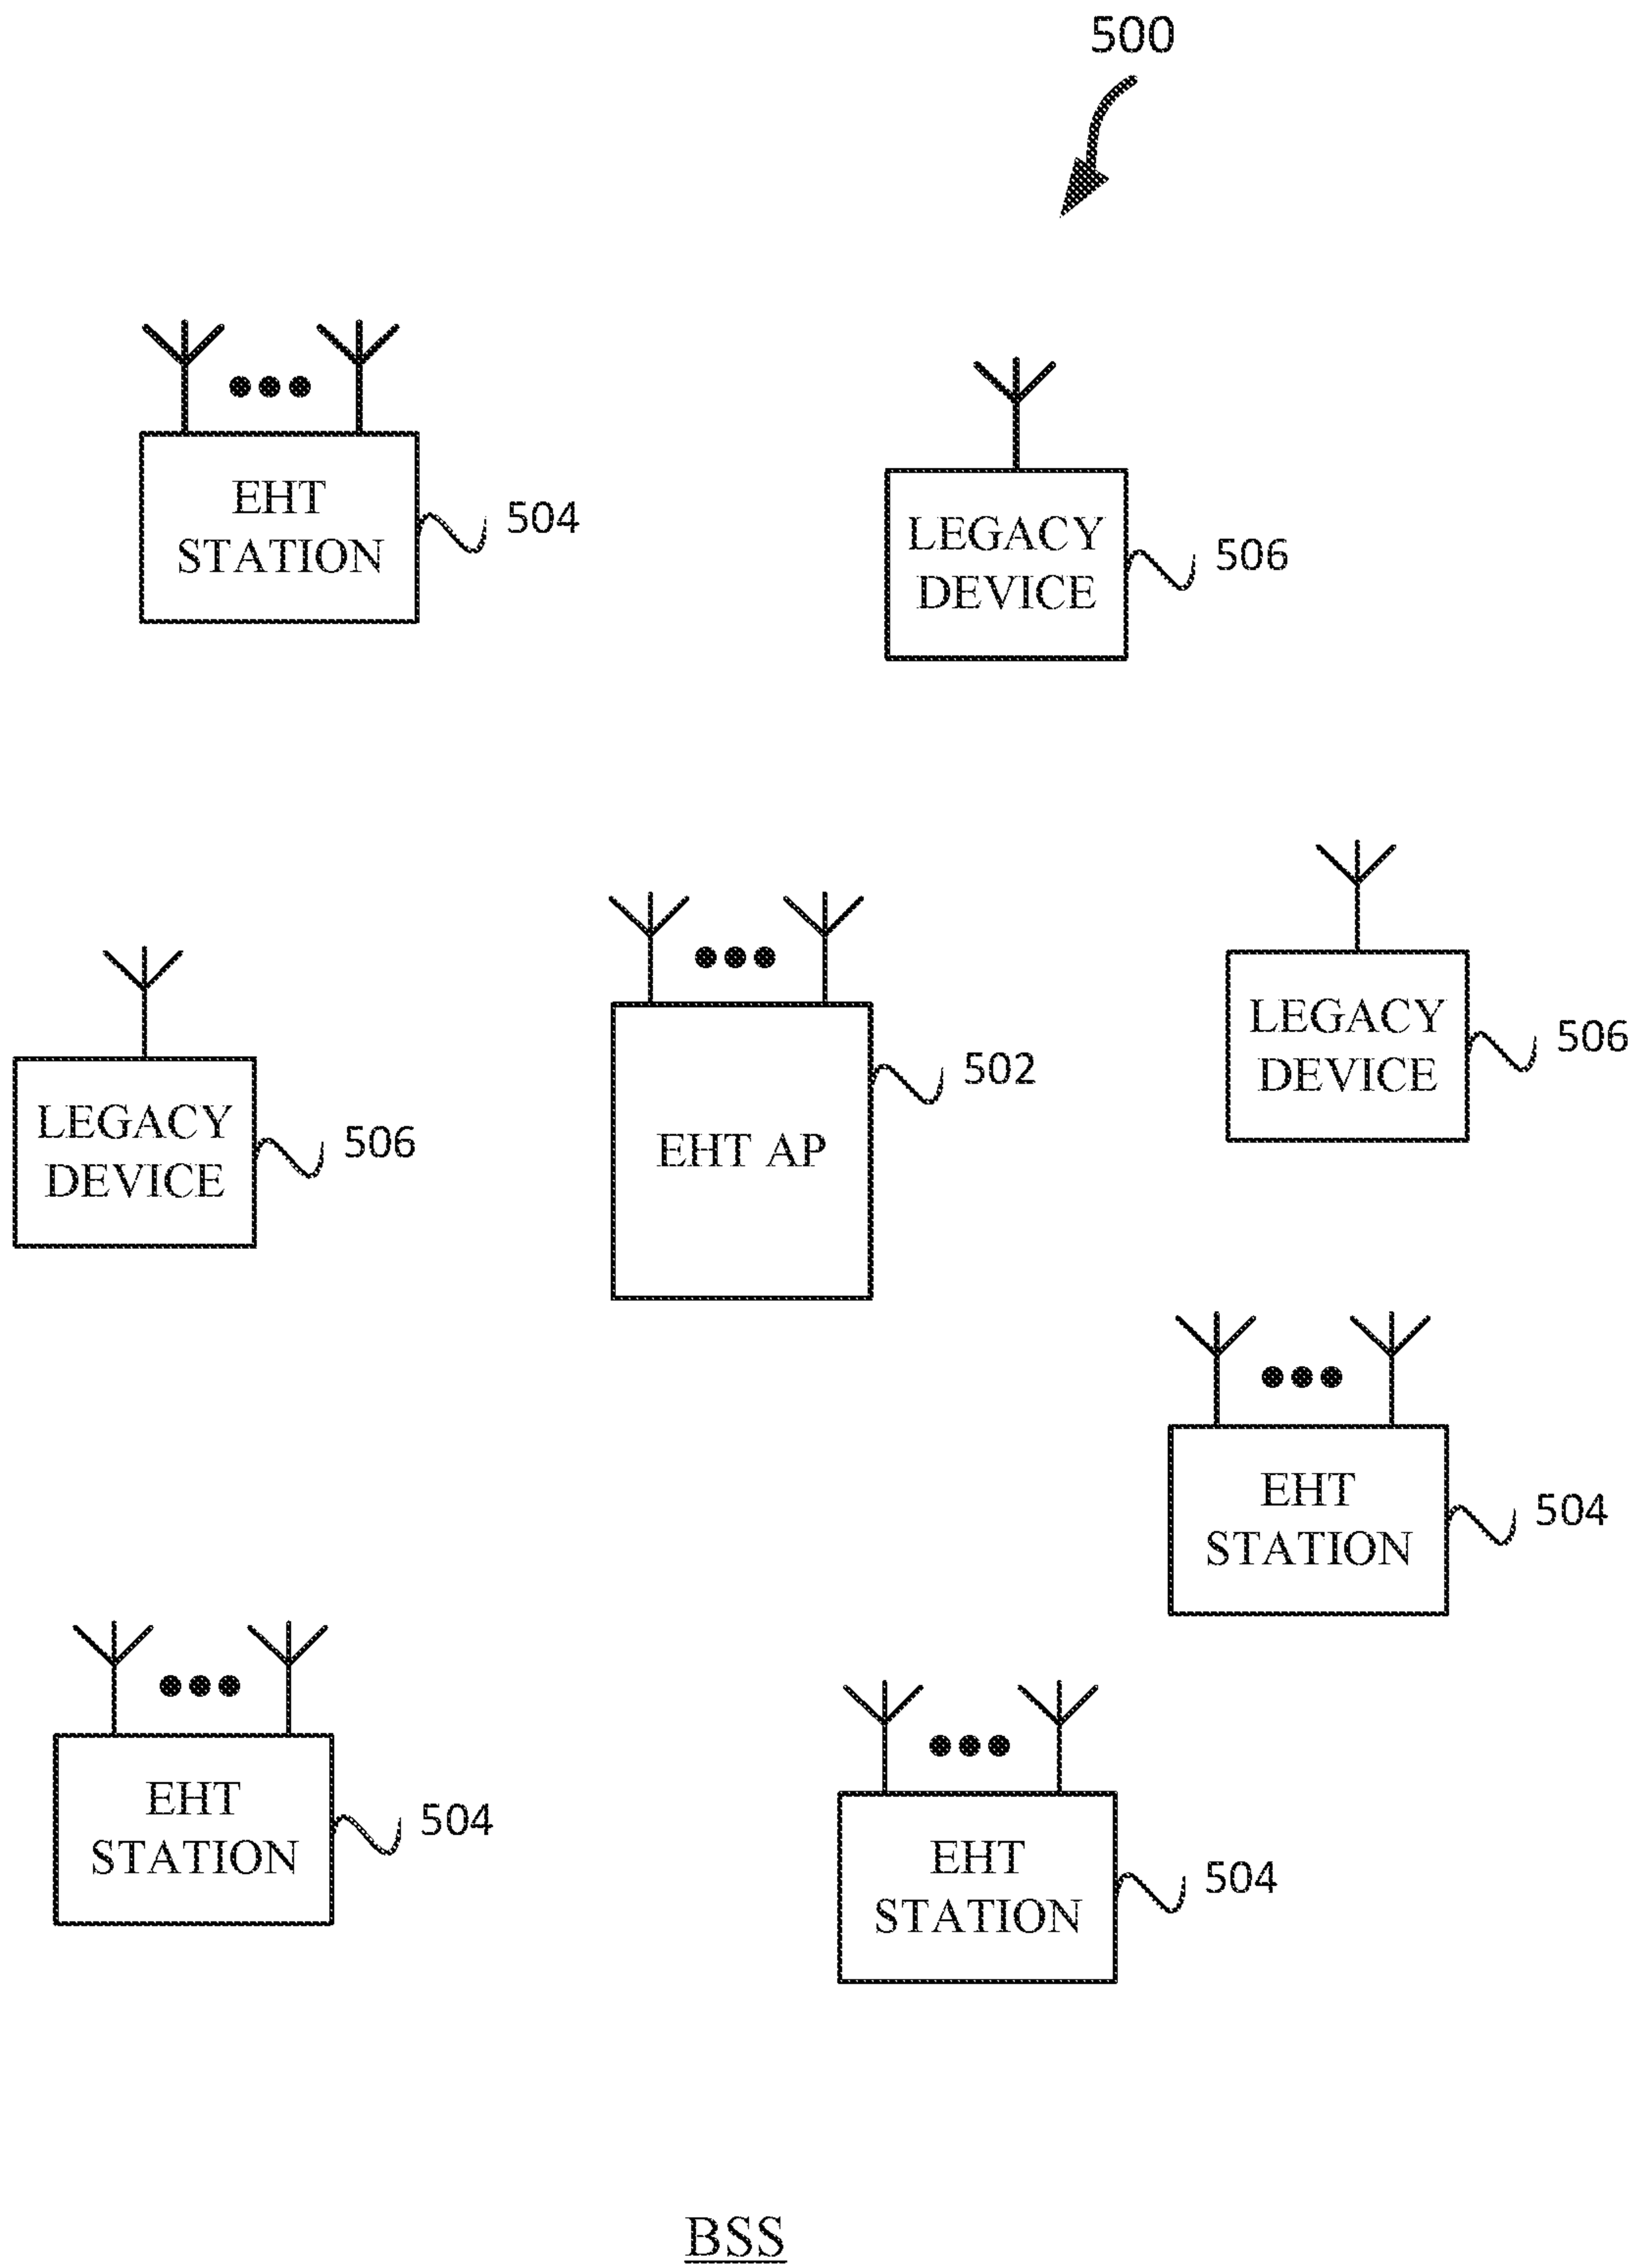 500
EHT
STATION
504
LEGACY
DEVICE
506
LEGACY
DEVICE
506
EHT AP
502
LEGACY
DEVICE
506
EHT
STATION
504
EHT
STATION
504
EHT
STATION
504
BSS